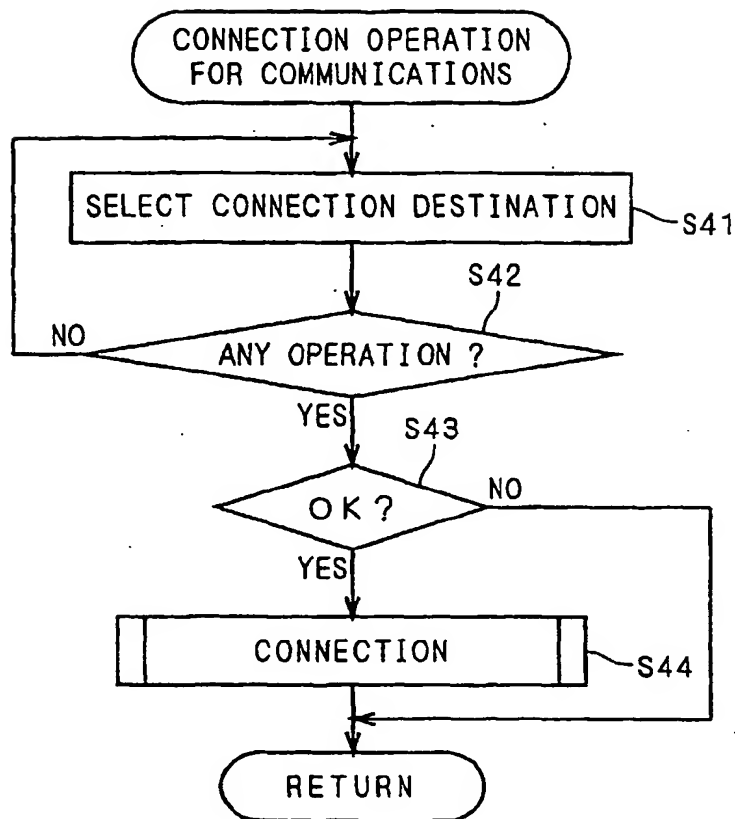 CONNECTION OPERATION
FOR COMMUNICATIONS
SELECT CONNECTION DESTINATION
S41
S42
NO
ANY OPERATION ?
YES
S43
NO
OK?
YES
CONNECTION
S44
RETURN